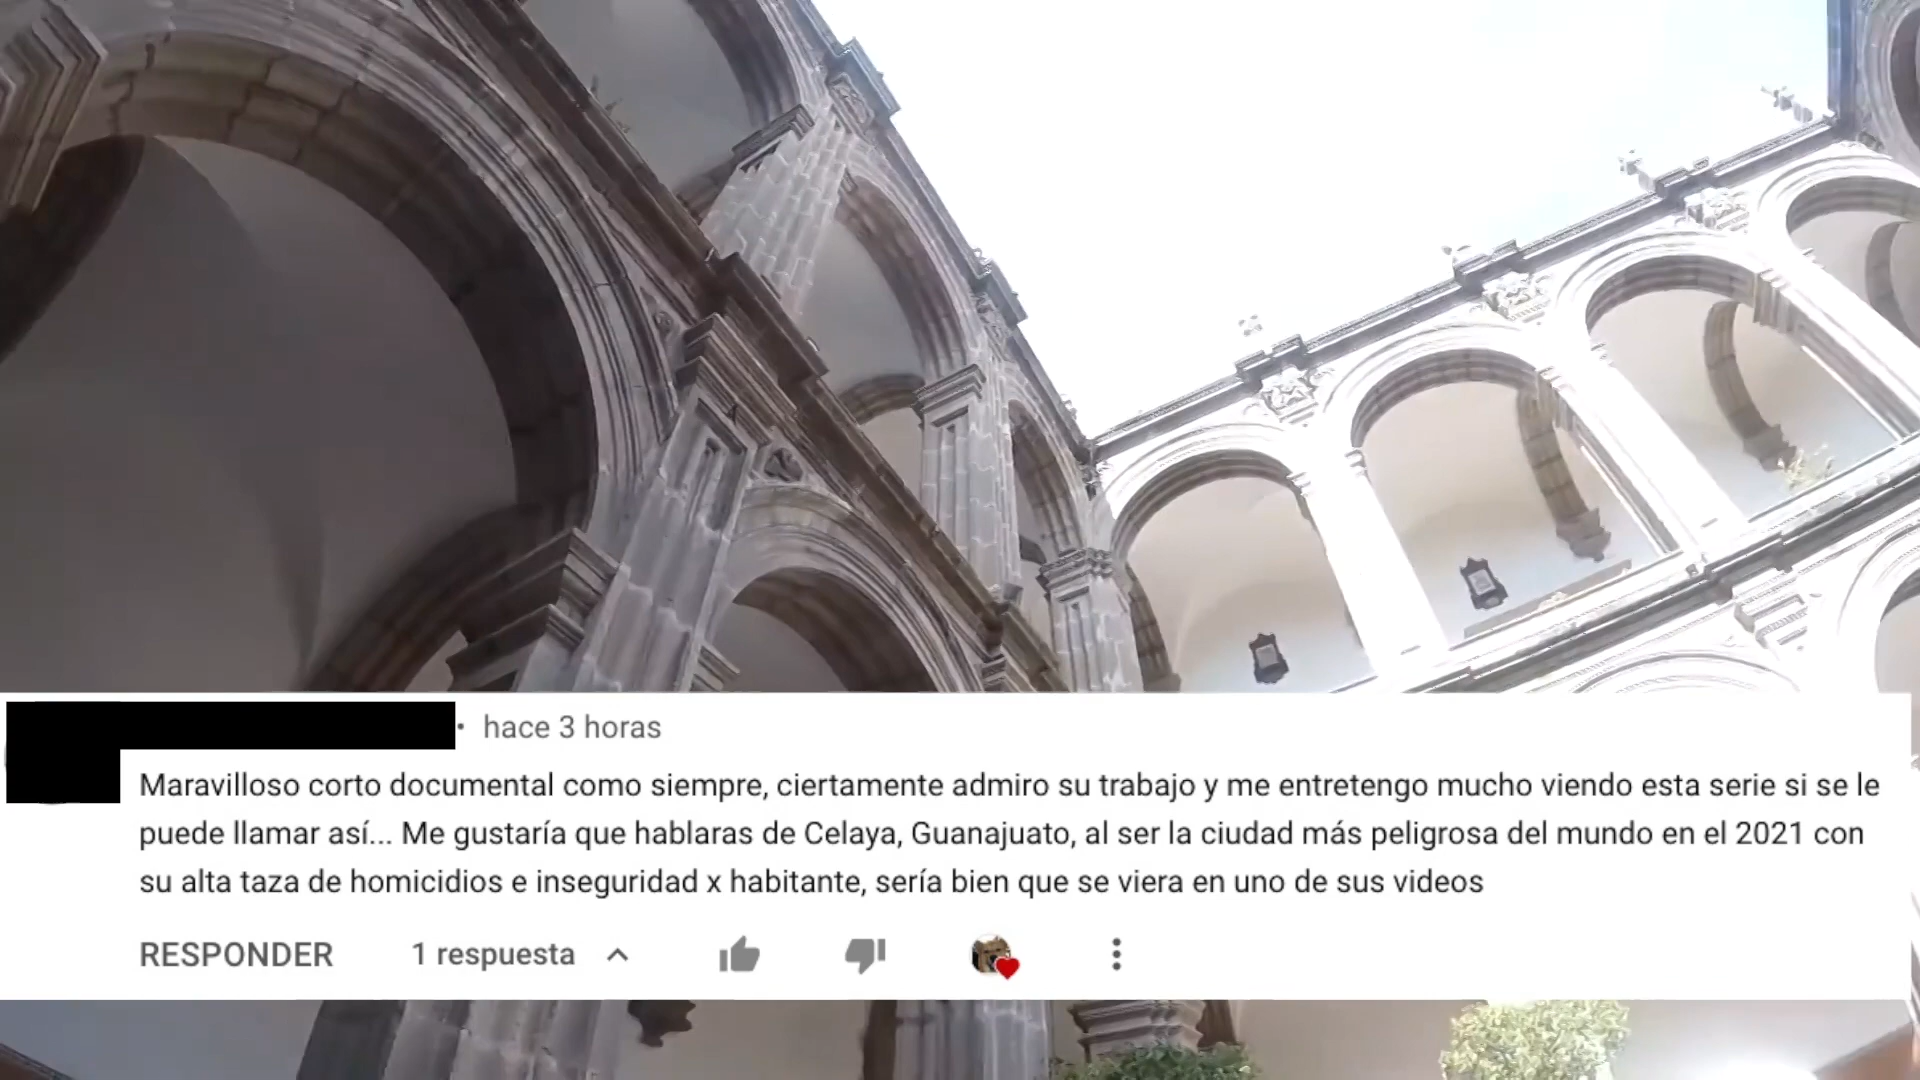 • hace 3 horas
Maravilloso corto documental como siempre, ciertamente admiro su trabajo y me entretengo mucho viendo esta serie si se le
puede llamar así... Me gustaría que hablaras de Celaya, Guanajuato, al ser la ciudad más peligrosa del mundo en el 2021 con
su alta taza de homicidios e inseguridad x habitante, sería bien que se viera en uno de sus videos
RESPONDER 1 respuesta